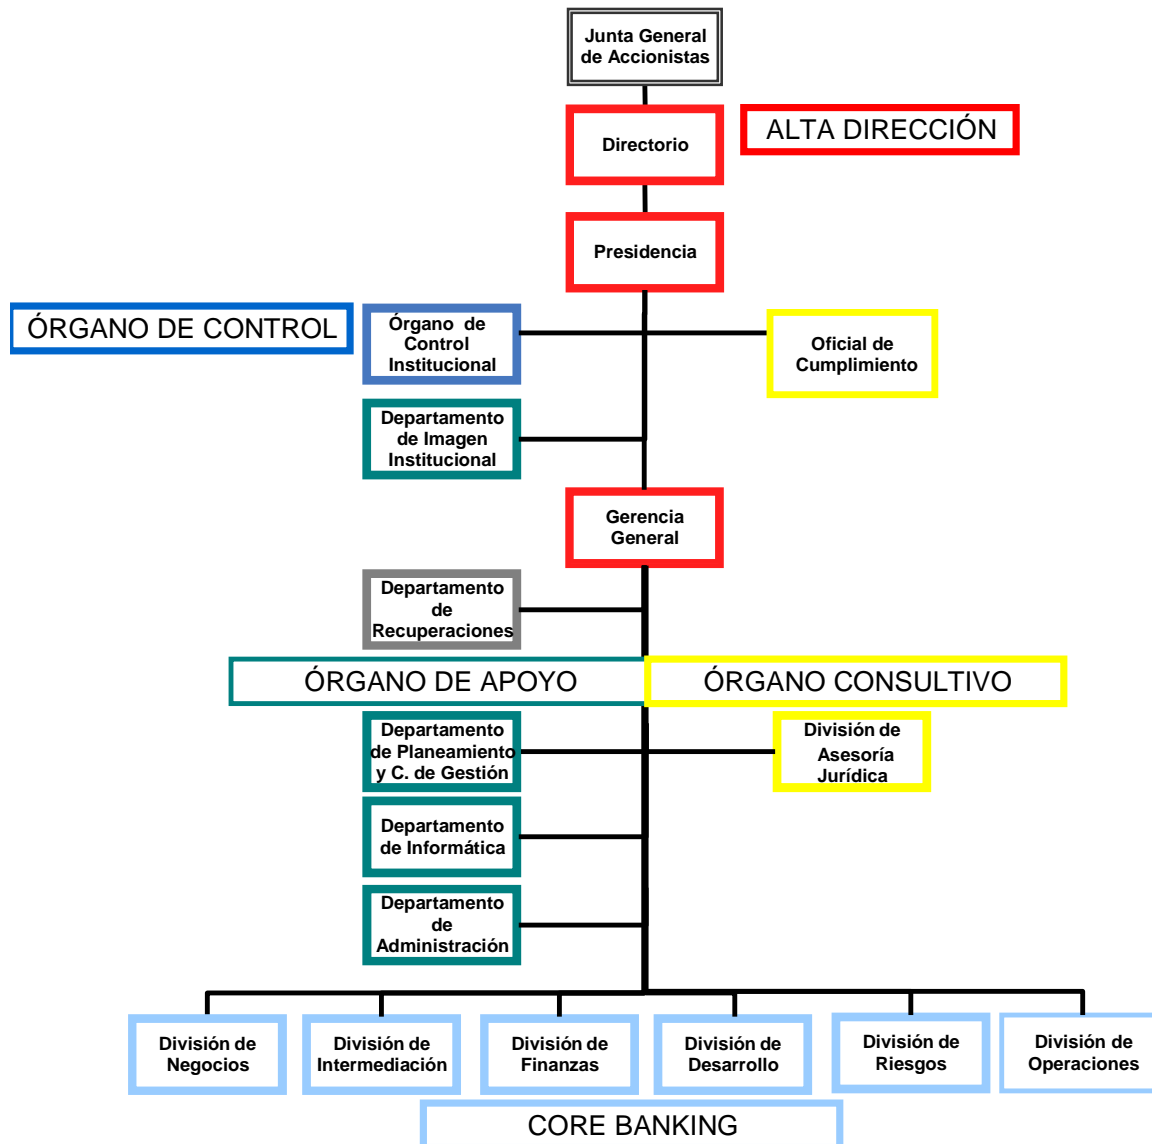 Junta General
de Accionistas
Directorio
ALTA DIRECCIÓN
Presidencia
ÓRGANO DE CONTROL
Órgano de
Control
Institucional
Oficial de
Cumplimiento
Departamento
de Imagen
Institucional
Gerencia
General
Departamento
de
Recuperaciones
ÓRGANO DE APOYO
ÓRGANO CONSULTIVO
Departamento
de Planeamiento
y C. de Gestión
División de
Asesoría
Jurídica
Departamento
de Informática
Departamento
de
Administración
División de
Negocios
División de
Intermediación
División de
Finanzas
División de
Desarrollo
División de
Riesgos
División de
Operaciones
CORE BANKING